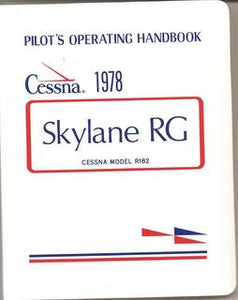 PILOT'S OPERATING HANDBOOK
Cessna® 1978
Skylane RG
CESSNA MODEL R182